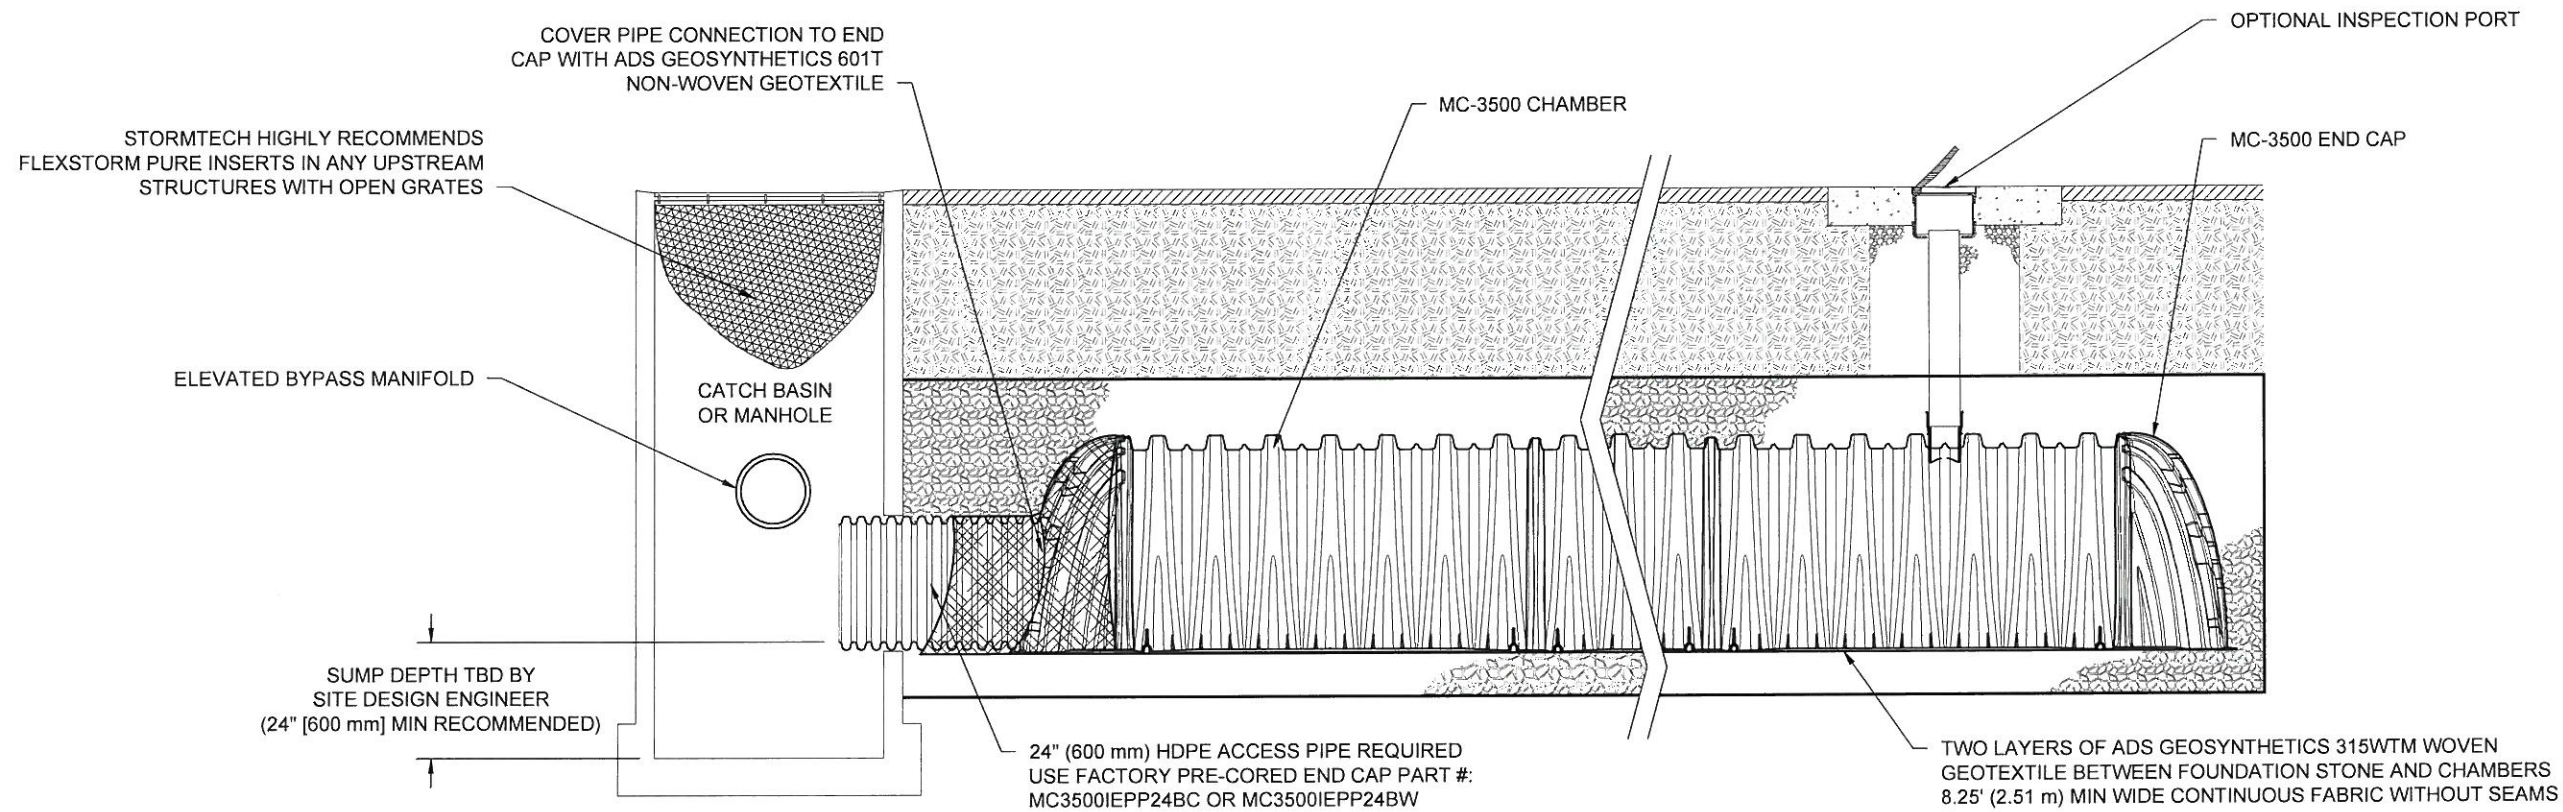 COVER PIPE CONNECTION TO END
CAP WITH ADS GEOSYNTHETICS 601T
NON-WOVEN GEOTEXTILE
OPTIONAL INSPECTION PORT
MC-3500 CHAMBER
STORMTECH HIGHLY RECOMMENDS
FLEXSTORM PURE INSERTS IN ANY UPSTREAM
STRUCTURES WITH OPEN GRATES
MC-3500 END CAP
ELEVATED BYPASS MANIFOLD
CATCH BASIN
OR MANHOLE
SUMP DEPTH TBD BY
SITE DESIGN ENGINEER
(24" [600 mm] MIN RECOMMENDED)
24" (600 mm) HDPE ACCESS PIPE REQUIRED
USE FACTORY PRE-CORED END CAP PART #:
MC3500IEPP24BC OR MC3500IEPP24BW
TWO LAYERS OF ADS GEOSYNTHETICS 315WTM WOVEN
GEOTEXTILE BETWEEN FOUNDATION STONE AND CHAMBERS
8.25' (2.51 m) MIN WIDE CONTINUOUS FABRIC WITHOUT SEAMS